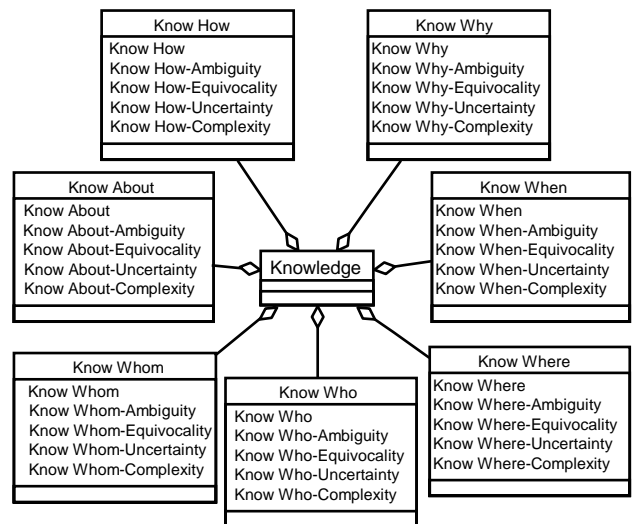 Know How
Know How
Know How-Ambiguity
Know How-Equivocality
Know How-Uncertainty
Know How-Complexity
Know Why
Know Why
Know Why-Ambiguity
Know Why-Equivocality
Know Why-Uncertainty
Know Why-Complexity
Know About
Know About
Know About-Ambiguity
Know About-Equivocality
Know About-Uncertainty
Know About-Complexity
Knowledge
Know When
Know When
Know When-Ambiguity
Know When-Equivocality
Know When-Uncertainty
Know When-Complexity
Know Whom
Know Whom
Know Whom-Ambiguity
Know Whom-Equivocality
Know Whom-Uncertainty
Know Whom-Complexity
Know Who
Know Who
Know Who-Ambiguity
Know Who-Equivocality
Know Who-Uncertainty
Know Who-Complexity
Know Where
Know Where
Know Where-Ambiguity
Know Where-Equivocality
Know Where-Uncertainty
Know Where-Complexity